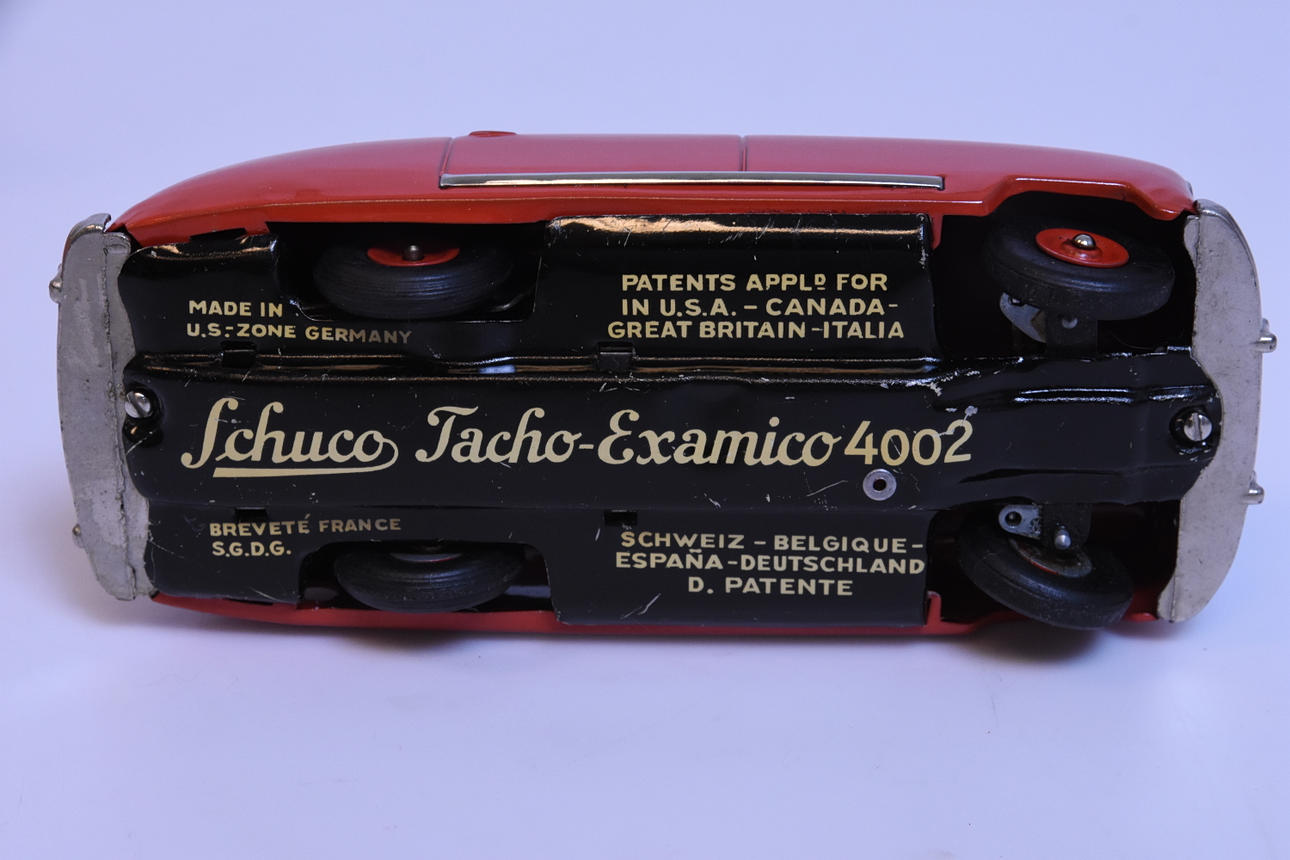 MADE IN
U.S.-ZONE GERMANY
PATENTS APPLᴰ FOR
IN U.S.A. – CANADA-
GREAT BRITAIN -ITALIA
Schuco Tacho-Examico 4002
BREVETÉ FRANCE
S.G.D.G.
SCHWEIZ – BELGIQUE-
ESPAÑA-DEUTSCHLAND
D. PATENTE